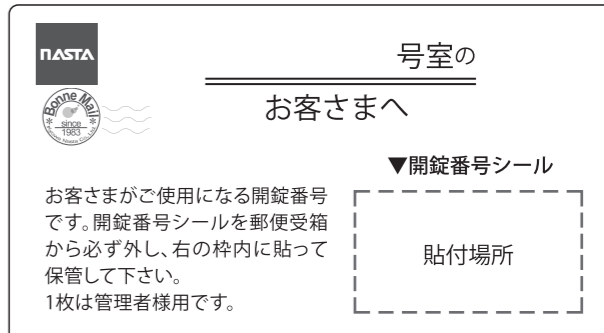 NASTA
号室の
お客さまへ
Bonne Mail
since
1983
▼開錠番号シール
お客さまがご使用になる開錠番号
です。開錠番号シールを郵便受箱
から必ず外し、右の枠内に貼って
保管して下さい。
1枚は管理者様用です。
貼付場所